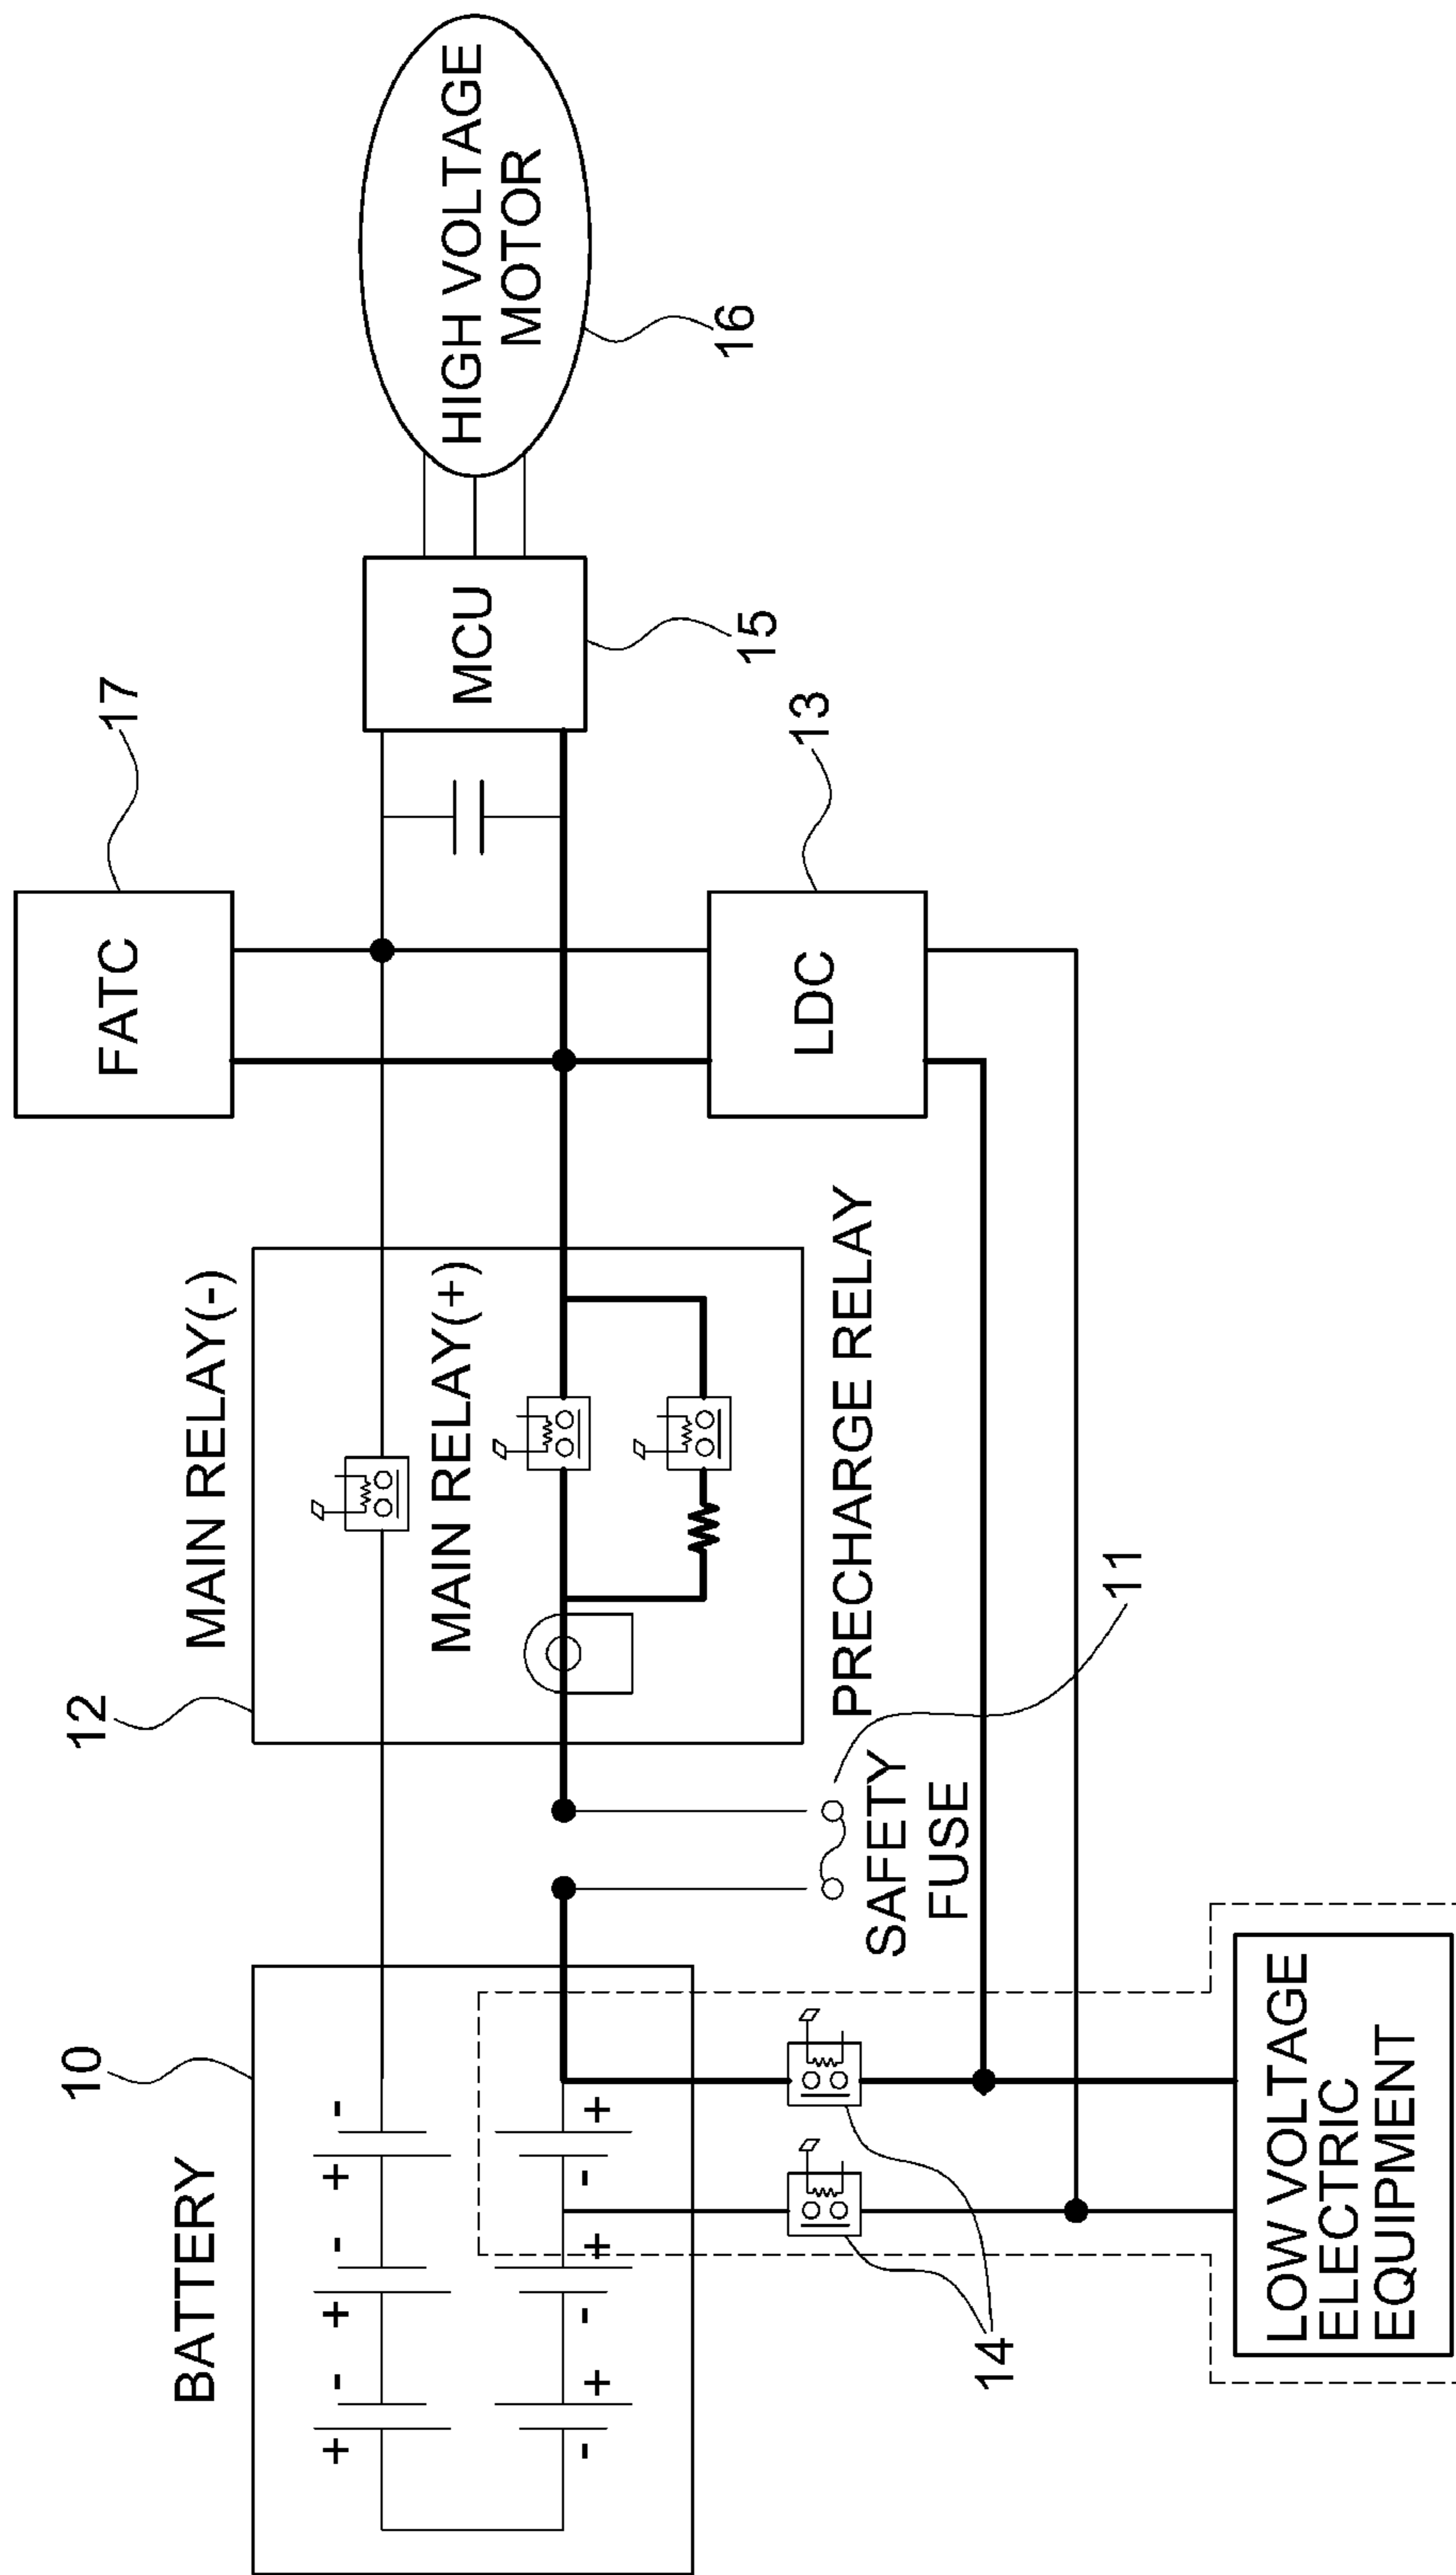 BATTERY
10
+
-
+
-
+
-
-
+
-
+
-
+
12
MAIN RELAY(-)
MAIN RELAY(+)
PRECHARGE RELAY
SAFETY
FUSE
11
14
LOW VOLTAGE
ELECTRIC
EQUIPMENT
17
FATC
LDC
13
MCU
15
HIGH VOLTAGE
MOTOR
16